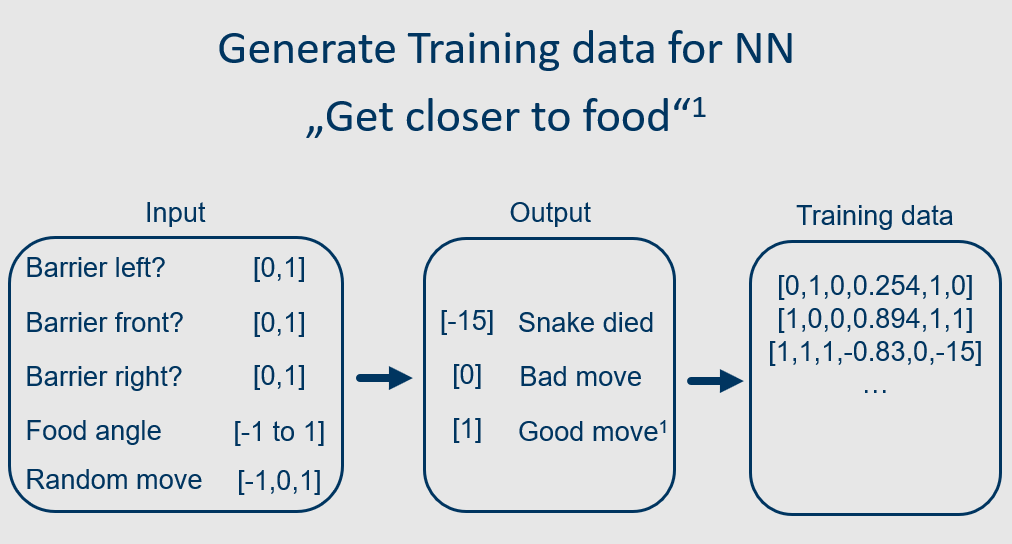 Generate Training data for NN
„Get closer to food“¹
Input
Barrier left? [0,1]
Barrier front? [0,1]
Barrier right? [0,1]
Food angle [-1 to 1]
Random move [-1,0,1]
Output
[-15] Snake died
[0] Bad move
[1] Good move¹
Training data
[0,1,0,0.254,1,0]
[1,0,0,0.894,1,1]
[1,1,1,-0.83,0,-15]
…